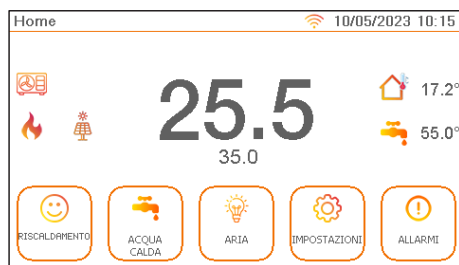 Home
10/05/2023 10:15
25.5
35.0
17.2°
55.0°
RISCALDAMENTO
ACQUA
CALDA
ARIA
IMPOSTAZIONI
ALLARMI